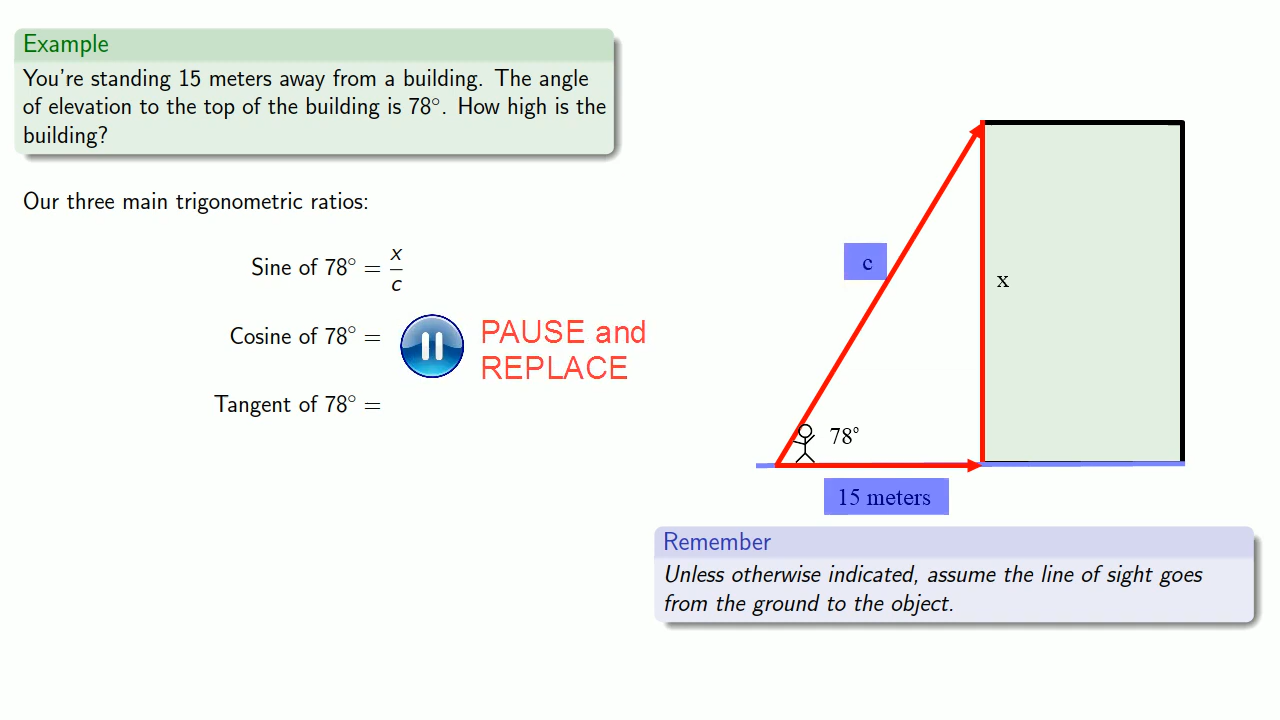 Example
You're standing 15 meters away from a building. The angle
of elevation to the top of the building is 78°. How high is the
building?
Our three main trigonometric ratios:
Sine of 78° = x/c
Cosine of 78° =
PAUSE and
REPLACE
Tangent of 78° =
c
x
78°
15 meters
Remember
Unless otherwise indicated, assume the line of sight goes
from the ground to the object.